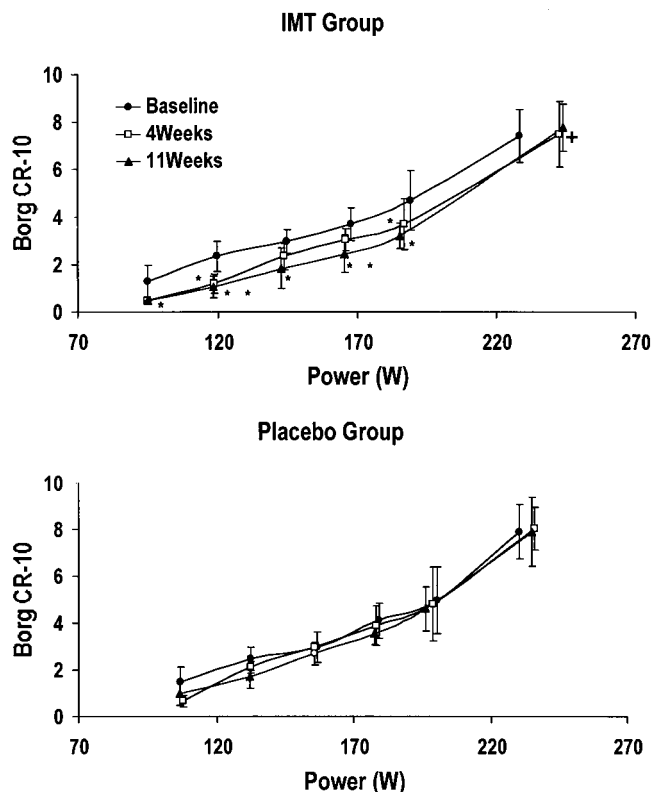 IMT Group
10
8
6
4
2
0
Borg CR-10
Baseline
4Weeks
11Weeks
* * * * * * * * * +
70 120 170 220 270
Power (W)
Placebo Group
10
8
6
4
2
0
Borg CR-10
70 120 170 220 270
Power (W)